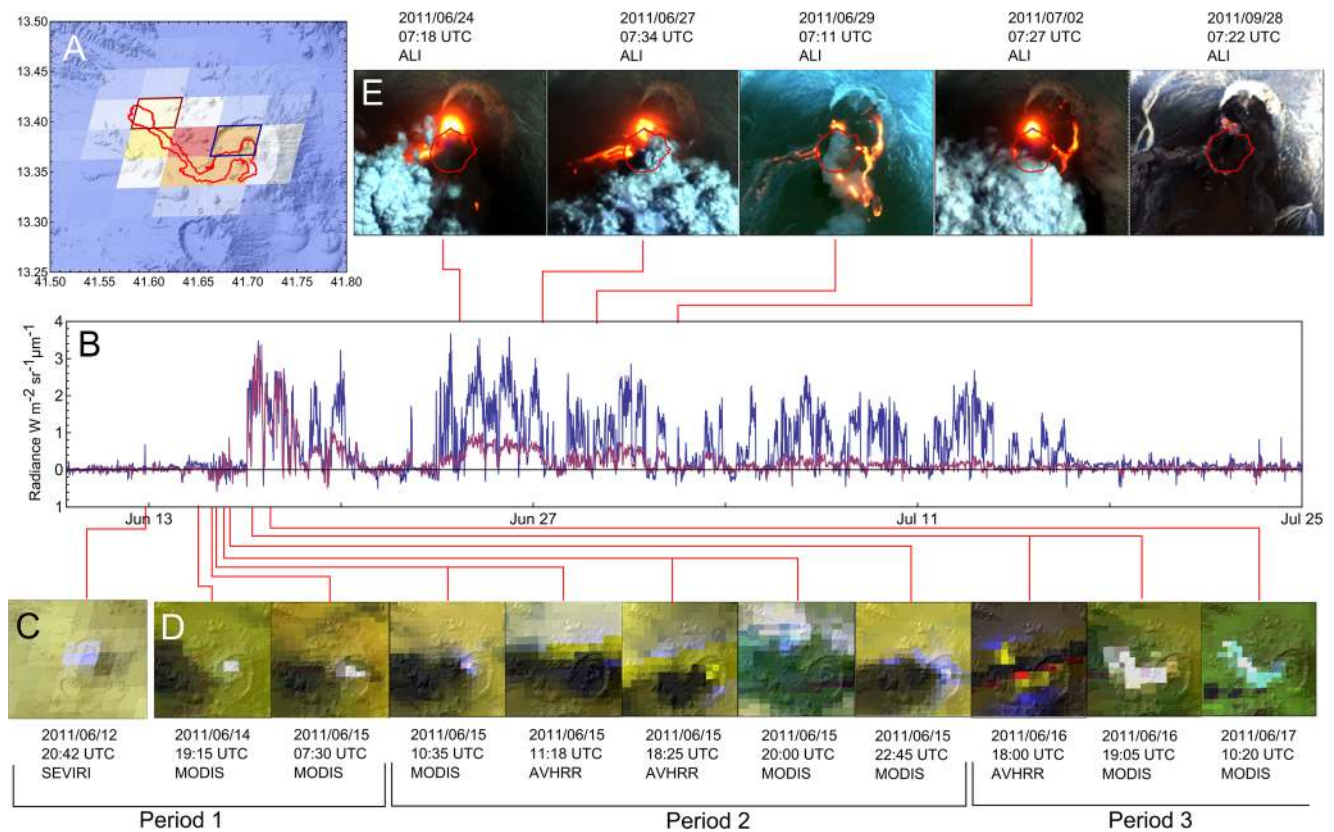 2011/06/24
07:18 UTC
ALI
2011/06/27
07:34 UTC
ALI
2011/06/29
07:11 UTC
ALI
2011/07/02
07:27 UTC
ALI
2011/09/28
07:22 UTC
ALI
A
13.50
13.45
13.40
13.35
13.30
13.25
41.50
41.55
41.60
41.65
41.70
41.75
41.80
E
B
Radiance W m⁻² sr⁻¹μm⁻¹
4
3
2
1
0
1
Jun 13
Jun 27
Jul 11
Jul 25
C
D
2011/06/12
20:42 UTC
SEVIRI
2011/06/14
19:15 UTC
MODIS
2011/06/15
07:30 UTC
MODIS
2011/06/15
10:35 UTC
MODIS
2011/06/15
11:18 UTC
AVHRR
2011/06/15
18:25 UTC
AVHRR
2011/06/15
20:00 UTC
MODIS
2011/06/15
22:45 UTC
MODIS
2011/06/16
18:00 UTC
AVHRR
2011/06/16
19:05 UTC
MODIS
2011/06/17
10:20 UTC
MODIS
Period 1
Period 2
Period 3